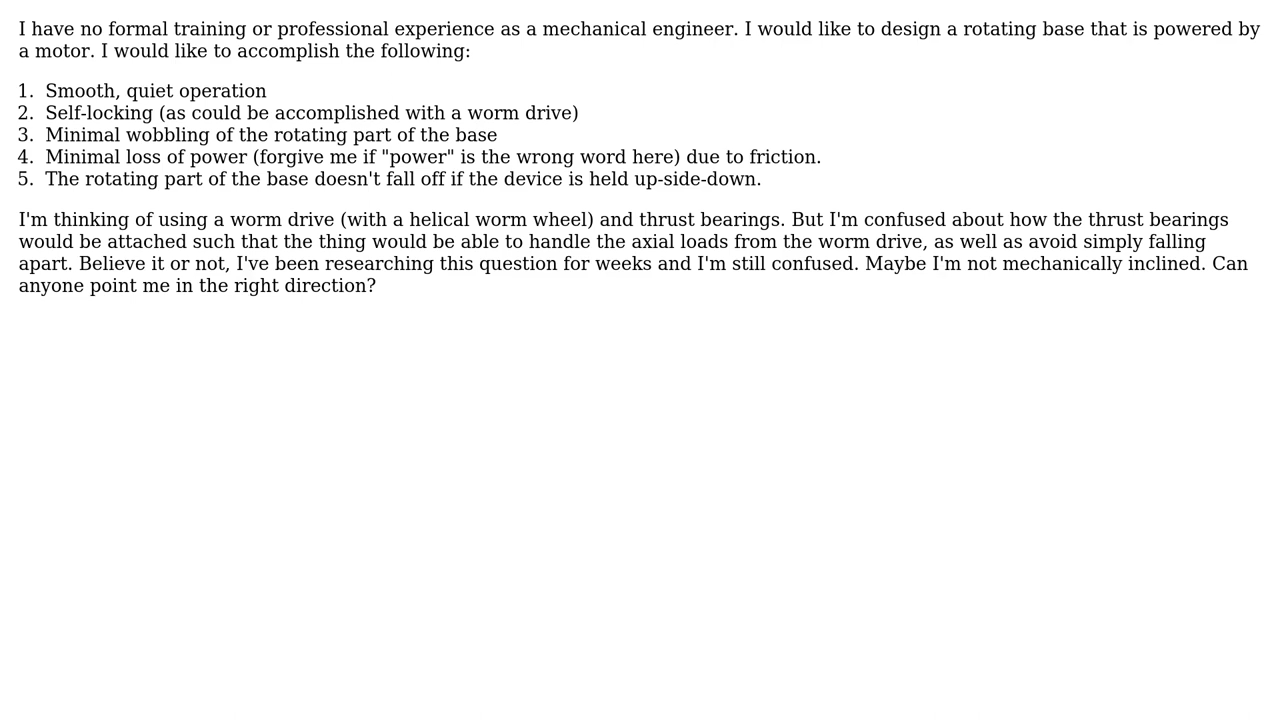 I have no formal training or professional experience as a mechanical engineer. I would like to design a rotating base that is powered by
a motor. I would like to accomplish the following:
1. Smooth, quiet operation
2. Self-locking (as could be accomplished with a worm drive)
3. Minimal wobbling of the rotating part of the base
4. Minimal loss of power (forgive me if "power" is the wrong word here) due to friction.
5. The rotating part of the base doesn't fall off if the device is held up-side-down.
I'm thinking of using a worm drive (with a helical worm wheel) and thrust bearings. But I'm confused about how the thrust bearings
would be attached such that the thing would be able to handle the axial loads from the worm drive, as well as avoid simply falling
apart. Believe it or not, I've been researching this question for weeks and I'm still confused. Maybe I'm not mechanically inclined. Can
anyone point me in the right direction?